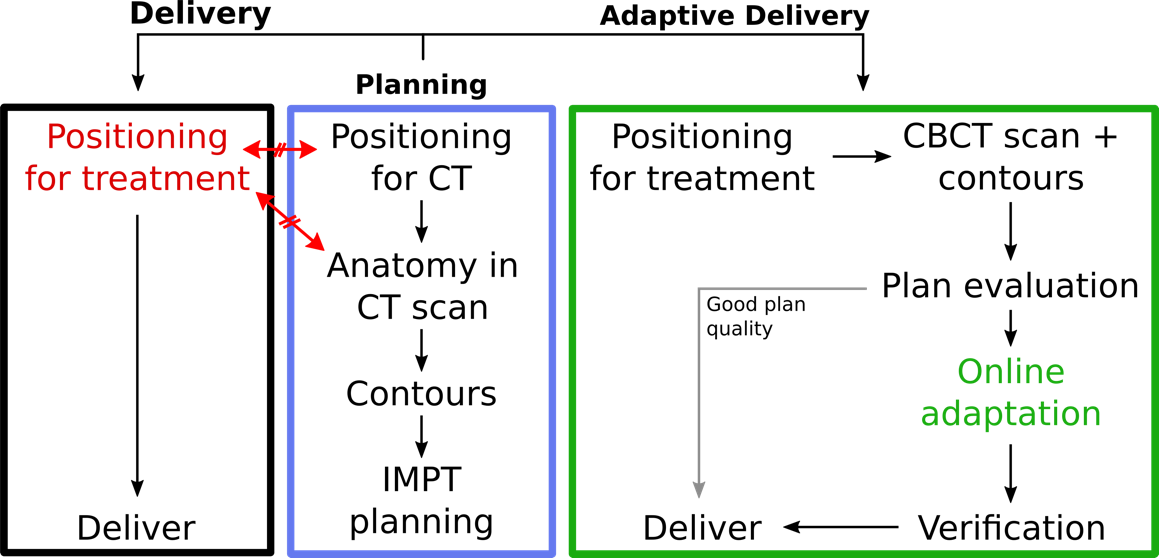 Delivery
Adaptive Delivery
Planning
Positioning
for treatment
Deliver
Positioning
for CT
Anatomy in
CT scan
Contours
IMPT
planning
Positioning
for treatment
CBCT scan +
contours
Plan evaluation
Good plan
quality
Online
adaptation
Verification
Deliver